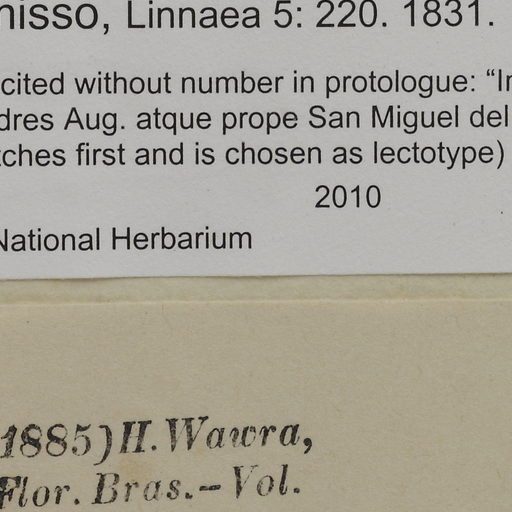 nisso, Linnaea 5: 220. 1831.
cited without number in protologue: “In
dres Aug. atque prope San Miguel del
tches first and is chosen as lectotype)
2010
National Herbarium
1885) H. Wawra,
Flor. Bras.– Vol.